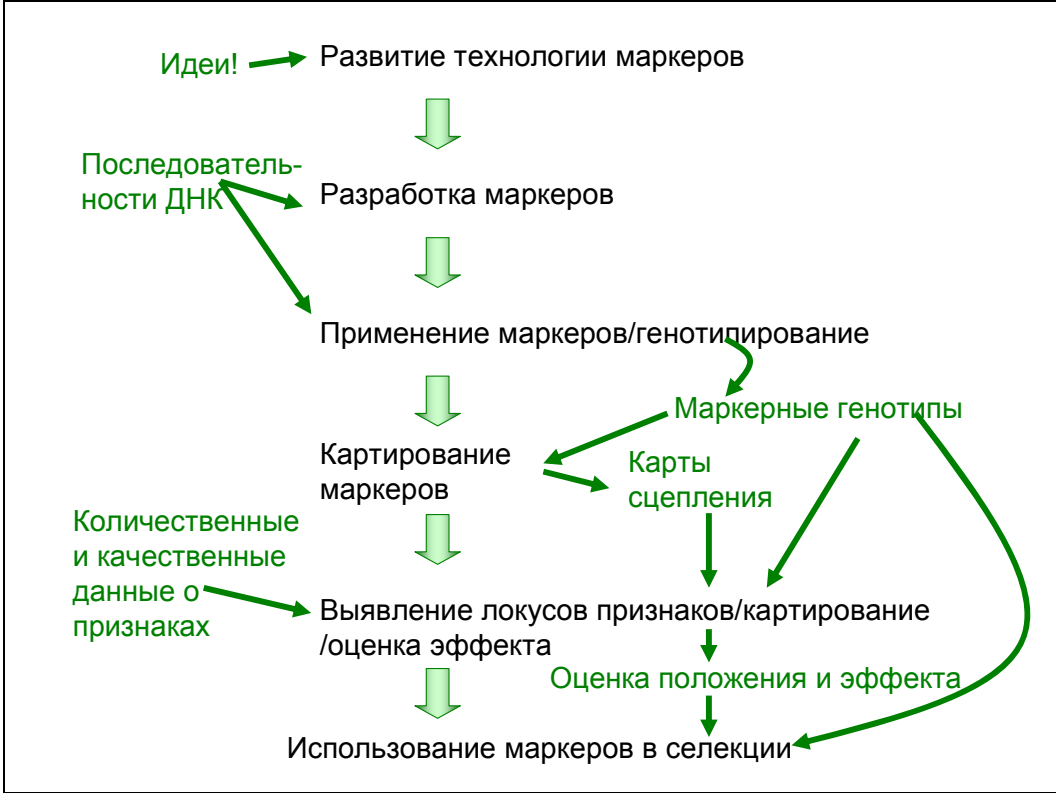 Идеи!
Развитие технологии маркеров
Последователь-
ности ДНК
Разработка маркеров
Применение маркеров/генотипирование
Маркерные генотипы
Картирование
маркеров
Карты
сцепления
Количественные
и качественные
данные о
признаках
Выявление локусов признаков/картирование
/оценка эффекта
Оценка положения и эффекта
Использование маркеров в селекции